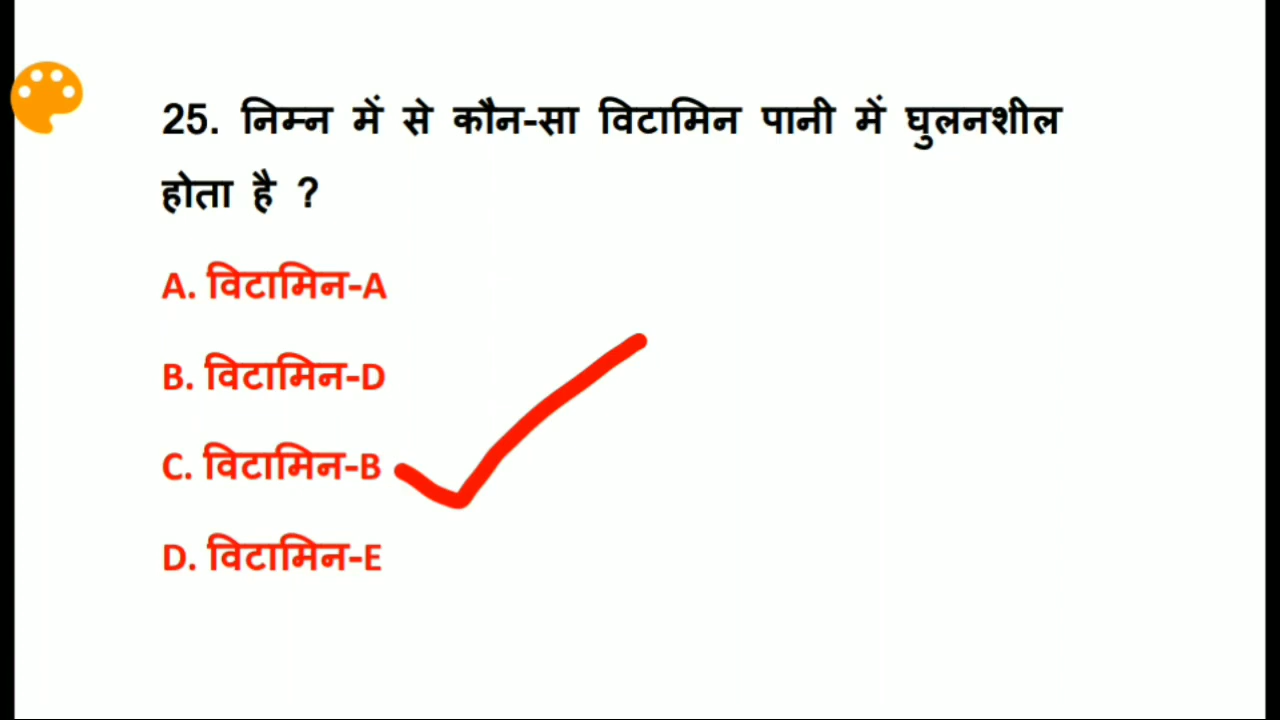 25. निम्न में से कौन-सा विटामिन पानी में घुलनशील
होता है ?
A. विटामिन-A
B. विटामिन-D
C. विटामिन-B
D. विटामिन-E